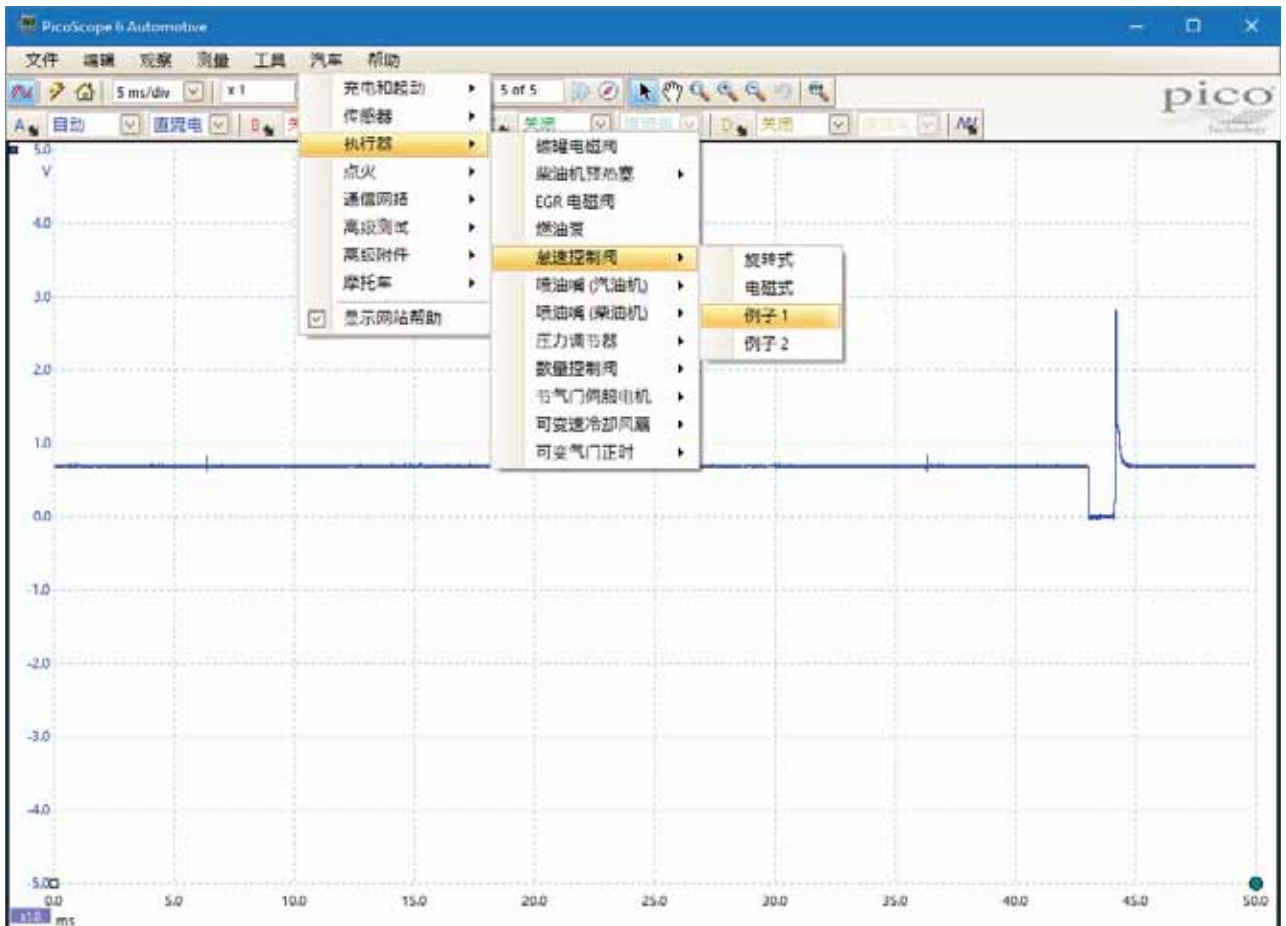 PicoScope 6 Automotive
文件 编辑 观察 测量 工具 汽车 帮助
5 ms/div x 1 5 of 5
pico
Technology
A 自动 直流电 B 关闭 D 关闭
充电和起动
传感器
执行器
点火
通信网络
高级测试
高级附件
摩托车
显示网站帮助
碳罐电磁阀
柴油机预热塞
EGR 电磁阀
燃油泵
怠速控制阀
喷油嘴 (汽油机)
喷油嘴 (柴油机)
压力调节器
数量控制阀
节气门伺服电机
可变速冷却风扇
可变气门正时
旋转式
电磁式
例子 1
例子 2
5.0
V
4.0
3.0
2.0
1.0
0.0
-1.0
-2.0
-3.0
-4.0
-5.0
0.0 5.0 10.0 15.0 20.0 25.0 30.0 35.0 40.0 45.0 50.0
x1.0 ms